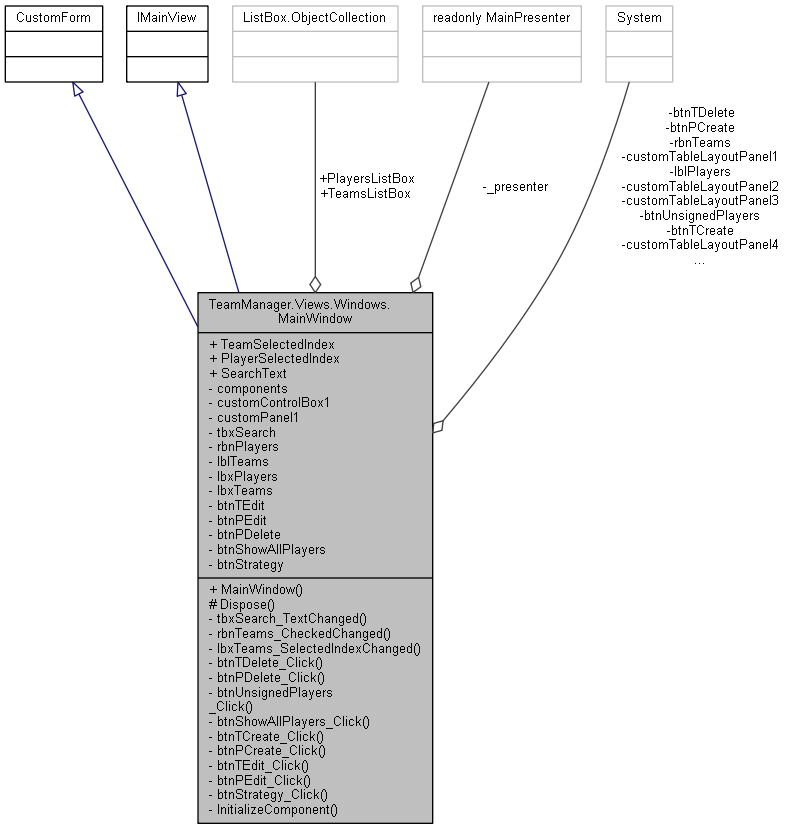 CustomForm
IMainView
ListBox.ObjectCollection
readonly MainPresenter
System
-btnTDelete
-btnPCreate
-rbnTeams
-customTableLayoutPanel1
-lblPlayers
-customTableLayoutPanel2
-customTableLayoutPanel3
-btnUnsignedPlayers
-btnTCreate
-customTableLayoutPanel4
...
+PlayersListBox
+TeamsListBox
-_presenter
TeamManager.Views.Windows.
MainWindow
+ TeamSelectedIndex
+ PlayerSelectedIndex
+ SearchText
- components
- customControlBox1
- customPanel1
- tbxSearch
- rbnPlayers
- lblTeams
- lbxPlayers
- lbxTeams
- btnTEdit
- btnPEdit
- btnPDelete
- btnShowAllPlayers
- btnStrategy
+ MainWindow()
# Dispose()
- tbxSearch_TextChanged()
- rbnTeams_CheckedChanged()
- lbxTeams_SelectedIndexChanged()
- btnTDelete_Click()
- btnPDelete_Click()
- btnUnsignedPlayers
_Click()
- btnShowAllPlayers_Click()
- btnTCreate_Click()
- btnPCreate_Click()
- btnTEdit_Click()
- btnPEdit_Click()
- btnStrategy_Click()
- InitializeComponent()